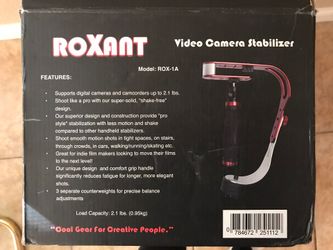 ROXANT
Video Camera Stabilizer
Model: ROX-1A
FEATURES:
- Supports digital cameras and camcorders up to 2.1 lbs.
- Shoot like a pro with our super-solid, "shake-free" design.
- Our superior design and construction provide "pro style" stabilization with less motion and shake compared to other handheld stabilizers.
- Shoot smooth motion shots in tight spaces, on stairs, through crowds, in cars, walking/running/skating etc.
- Great for indie film makers looking to move their films to the next level!
- Our unique design and comfort grip handle significantly reduces fatigue for longer, more elegant shots.
- 3 separate counterweights for precise balance adjustments
Load Capacity: 2.1 lbs. (0.95kg)
"Cool Gear For Creative People."
0 784672 251112